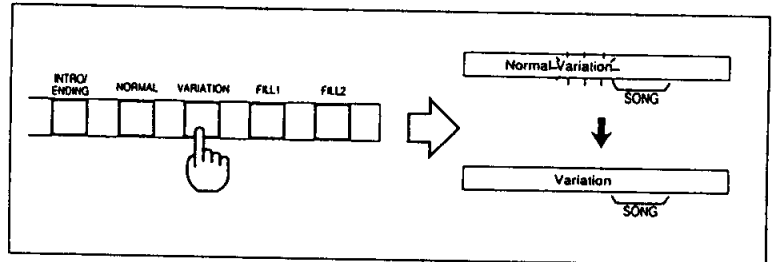 INTRO/
ENDING
NORMAL
VARIATION
FILL1
FILL2
Normal Variation
SONG
Variation
SONG